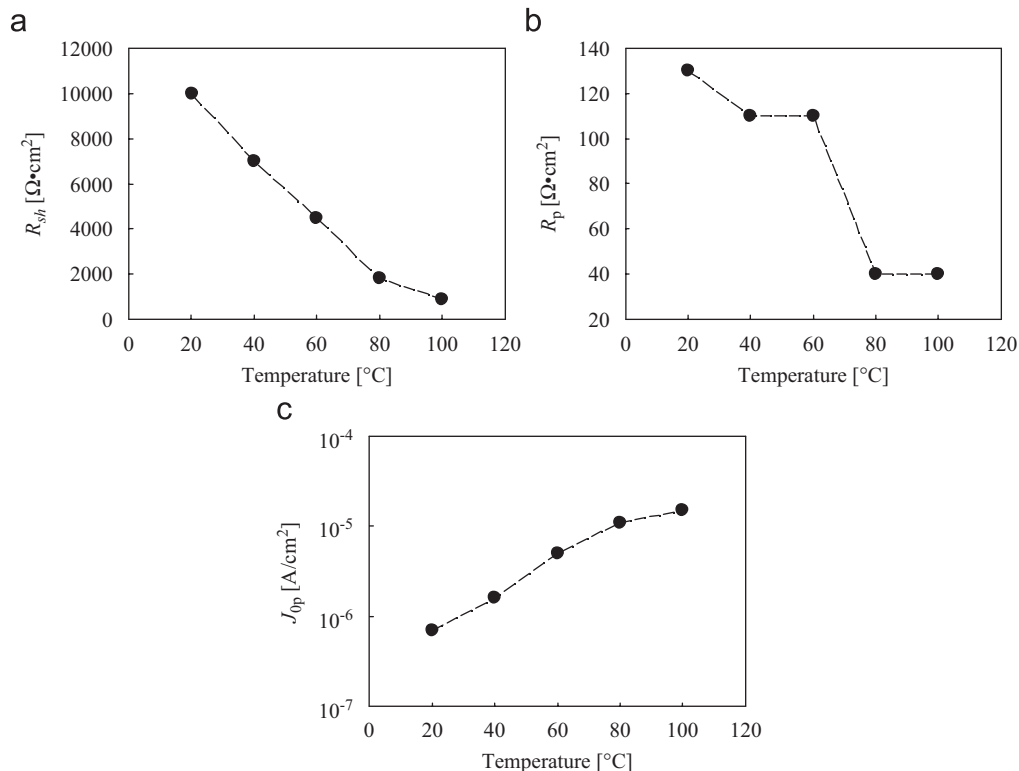 a
12000
10000
8000
6000
4000
2000
0
R_sh [Ω•cm²]
0 20 40 60 80 100 120
Temperature [°C]
b
140
120
100
80
60
40
20
R_p [Ω•cm²]
0 20 40 60 80 100 120
Temperature [°C]
c
10⁻⁴
10⁻⁵
10⁻⁶
10⁻⁷
J_0p [A/cm²]
0 20 40 60 80 100 120
Temperature [°C]